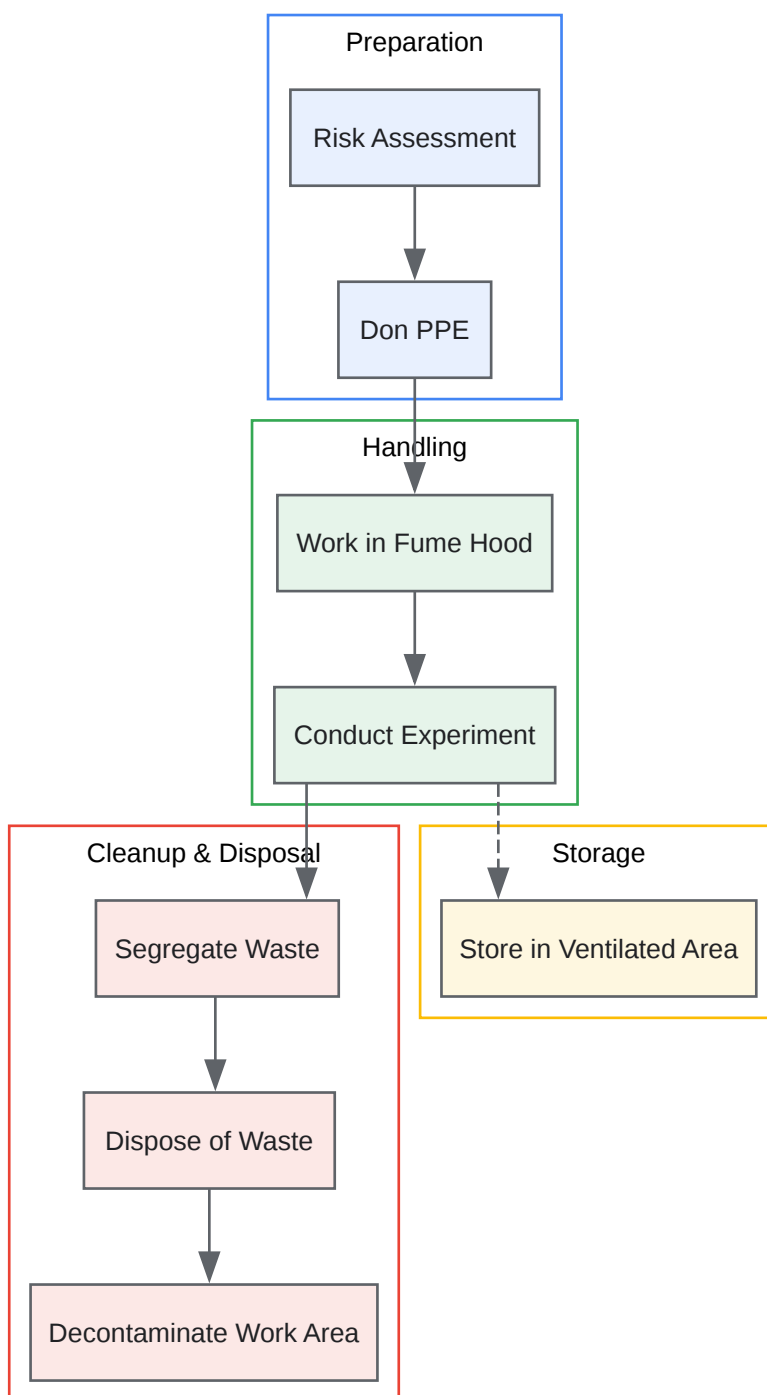 Preparation
Risk Assessment
Don PPE
Handling
Work in Fume Hood
Conduct Experiment
Cleanup & Disposal
Storage
Segregate Waste
Store in Ventilated Area
Dispose of Waste
Decontaminate Work Area